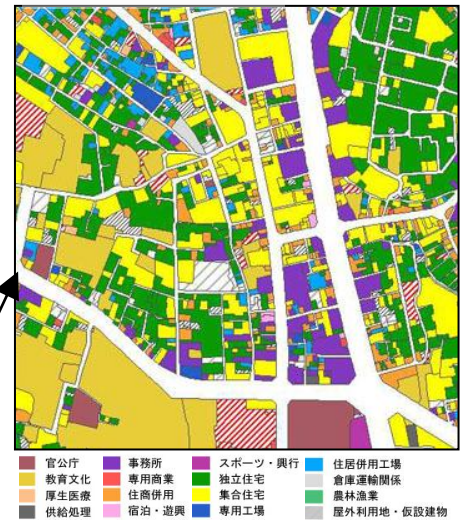 官公庁 事務所 スポーツ・興行 住居併用工場
教育文化 専用商業 独立住宅 倉庫運輸関係
厚生医療 住商併用 集合住宅 農林漁業
供給処理 宿泊・遊興 専用工場 屋外利用地・仮設建物